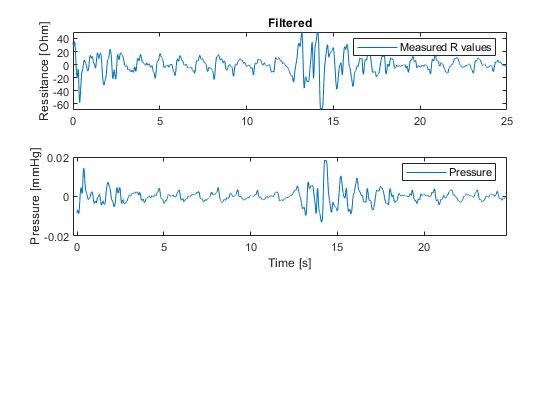 Filtered
Ressitance [Ohm]
40
20
0
-20
-40
-60
Measured R values
0 5 10 15 20 25
Pressure [mmHg]
0.02
0
-0.02
Pressure
0 5 10 15 20
Time [s]